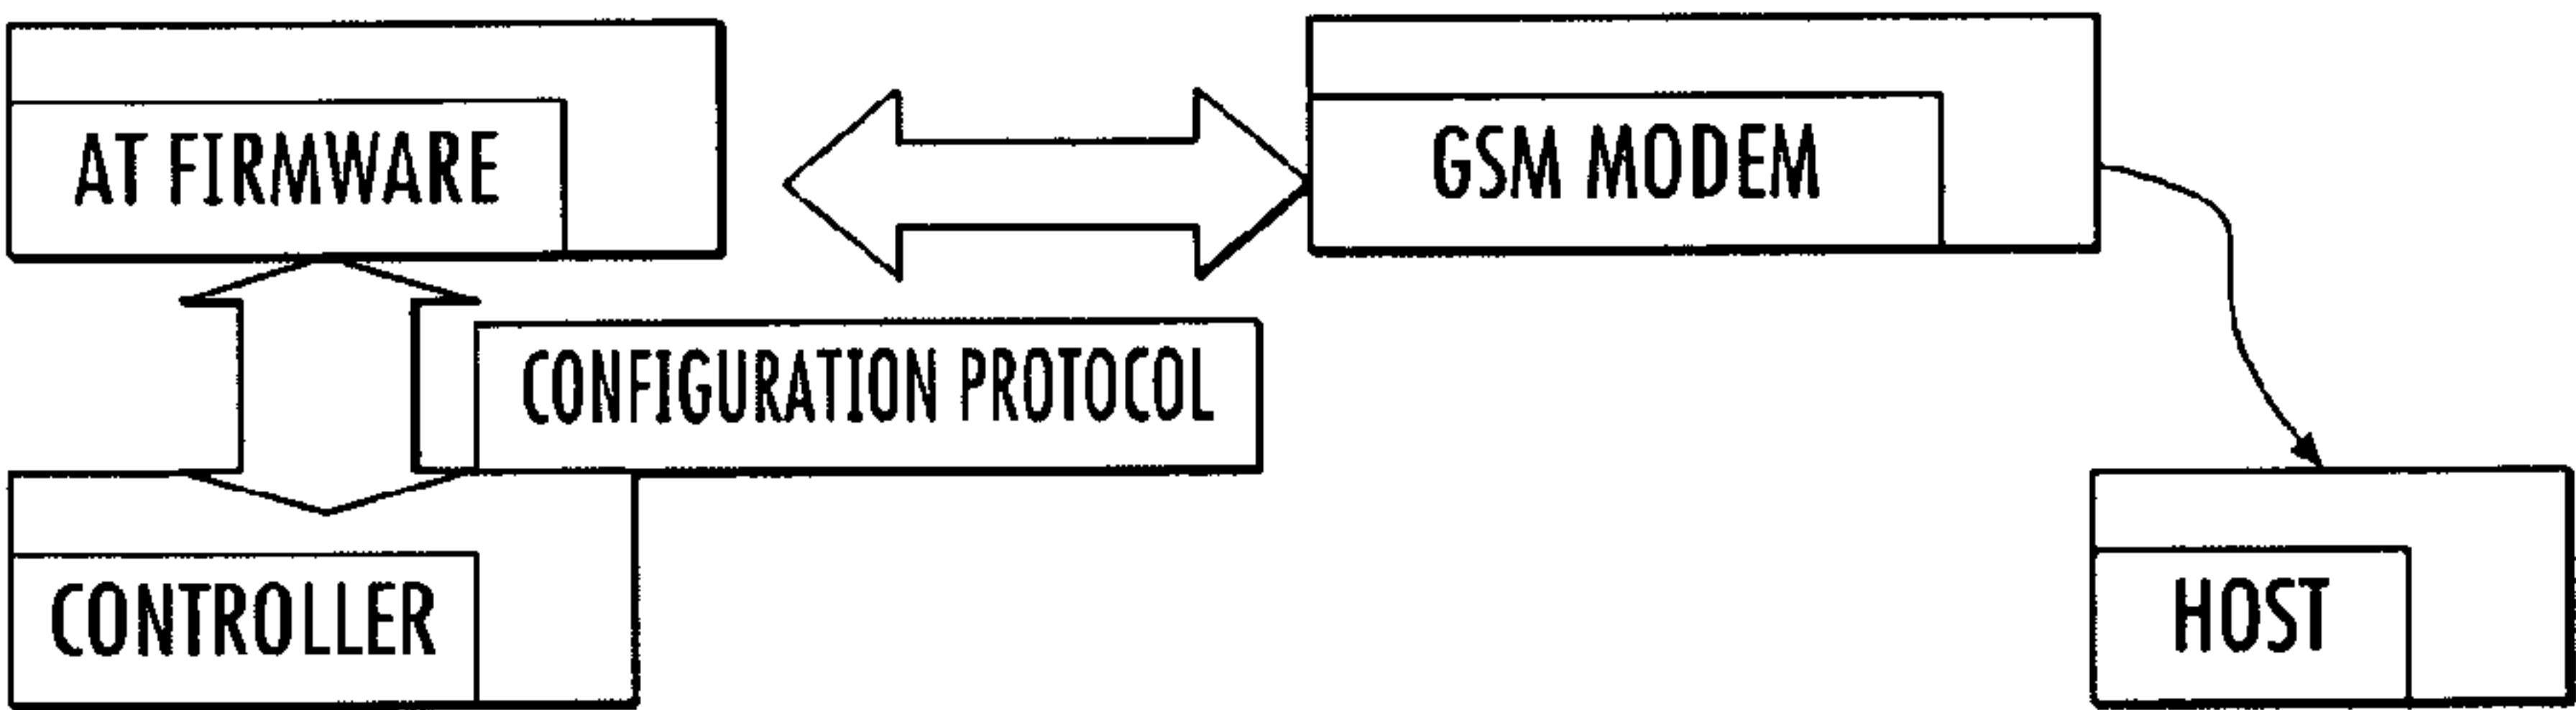 AT FIRMWARE
GSM MODEM
CONFIGURATION PROTOCOL
CONTROLLER
HOST